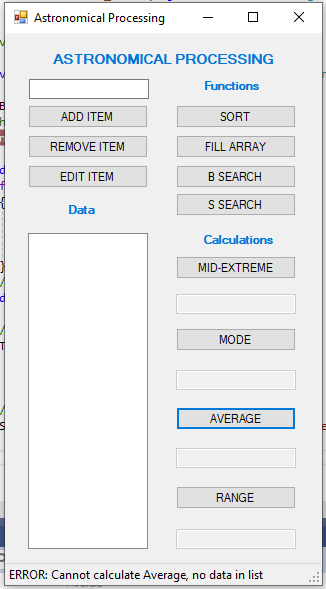 Astronomical Processing
ASTRONOMICAL PROCESSING
Functions
ADD ITEM
SORT
REMOVE ITEM
FILL ARRAY
EDIT ITEM
B SEARCH
S SEARCH
Data
Calculations
MID-EXTREME
MODE
AVERAGE
RANGE
ERROR: Cannot calculate Average, no data in list